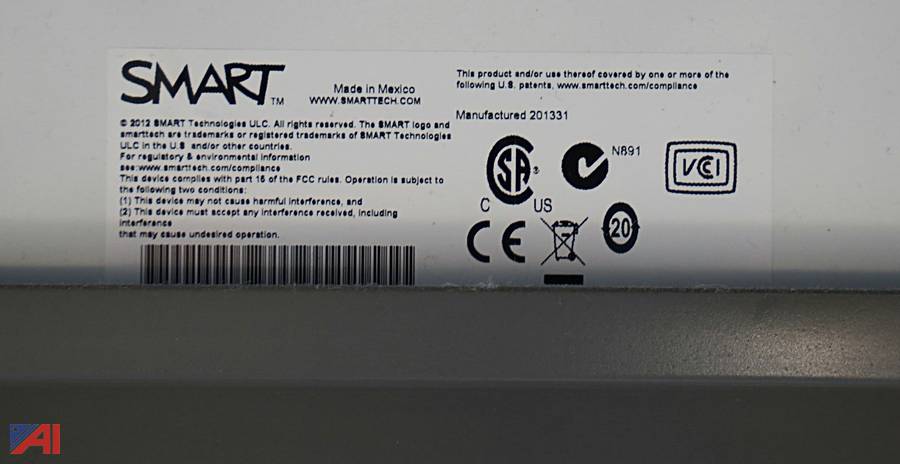 SMART™
Made in Mexico
WWW.SMARTTECH.COM
© 2012 SMART Technologies ULC. All rights reserved. The SMART logo and
smarttech are trademarks or registered trademarks of SMART Technologies
ULC in the U.S and/or other countries.
For regulatory & environmental information
see:www.smarttech.com/compliance
This device complies with part 15 of the FCC rules. Operation is subject to
the following two conditions:
(1) This device may not cause harmful interference, and
(2) This device must accept any interference received, including
interference
that may cause undesired operation.
This product and/or use thereof covered by one or more of the
following U.S. patents, www.smarttech.com/compliance
Manufactured 201331
SA®
C US
N891
VCCI
CE
20
AI